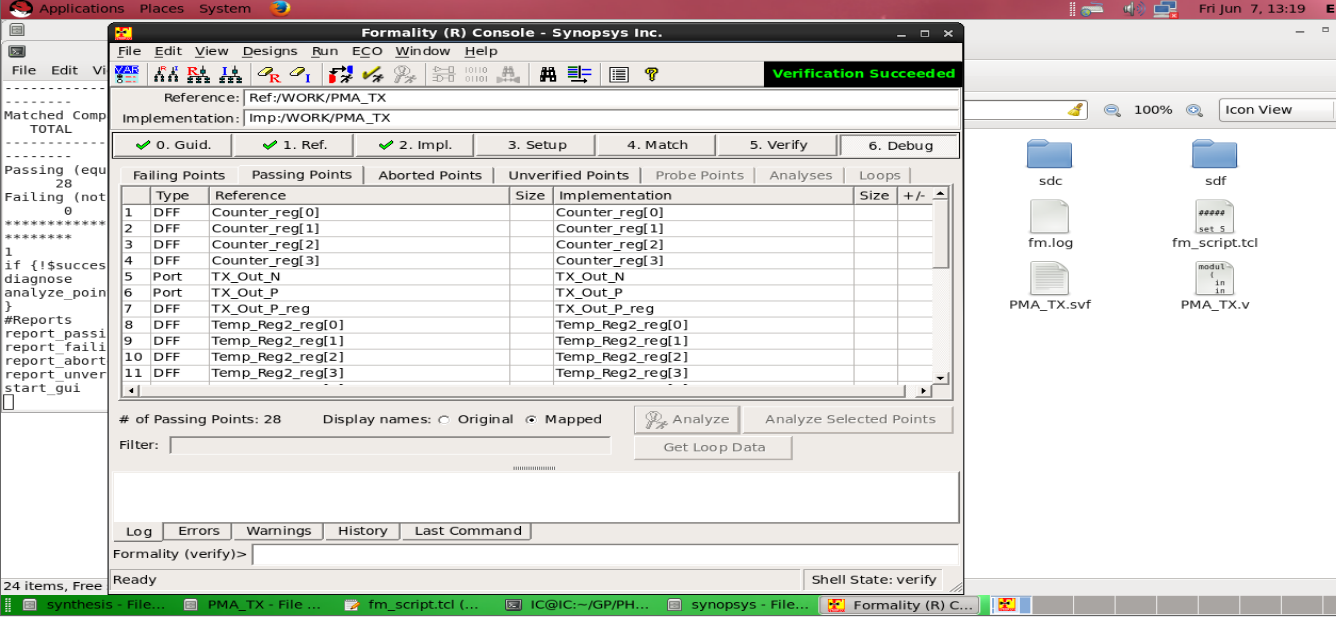 Applications Places System
Fri Jun 7, 13:19 E
Formality (R) Console - Synopsys Inc.
File Edit View Designs Run ECO Window Help
Verification Succeeded
Reference: Ref:/WORK/PMA_TX
Implementation: Imp:/WORK/PMA_TX
0. Guid. 1. Ref. 2. Impl. 3. Setup 4. Match 5. Verify 6. Debug
Failing Points Passing Points Aborted Points Unverified Points Probe Points Analyses Loops
Type Reference Size Implementation Size +/-
1 DFF Counter_reg[0] Counter_reg[0]
2 DFF Counter_reg[1] Counter_reg[1]
3 DFF Counter_reg[2] Counter_reg[2]
4 DFF Counter_reg[3] Counter_reg[3]
5 Port TX_Out_N TX_Out_N
6 Port TX_Out_P TX_Out_P
7 DFF TX_Out_P_reg TX_Out_P_reg
8 DFF Temp_Reg2_reg[0] Temp_Reg2_reg[0]
9 DFF Temp_Reg2_reg[1] Temp_Reg2_reg[1]
10 DFF Temp_Reg2_reg[2] Temp_Reg2_reg[2]
11 DFF Temp_Reg2_reg[3] Temp_Reg2_reg[3]
# of Passing Points: 28 Display names: Original Mapped Analyze Analyze Selected Points
Filter: Get Loop Data
Log Errors Warnings History Last Command
Formality (verify)>
Ready Shell State: verify
File Edit Vi
------------
--------
Matched Comp
TOTAL
------------
--------
Passing (equ
28
Failing (not
0
************
********
1
if {!$succes
diagnose
analyze_poin
}
#Reports
report_passi
report_faili
report_abort
report_unver
start_gui
24 items, Free
100% Icon View
sdc sdf
#####
set S
fm.log fm_script.tcl
modul
(
in
in
PMA_TX.svf PMA_TX.v
synthesis - File... PMA_TX - File ... fm_script.tcl (... IC@IC:~/GP/PH... synopsys - File... Formality (R) C...